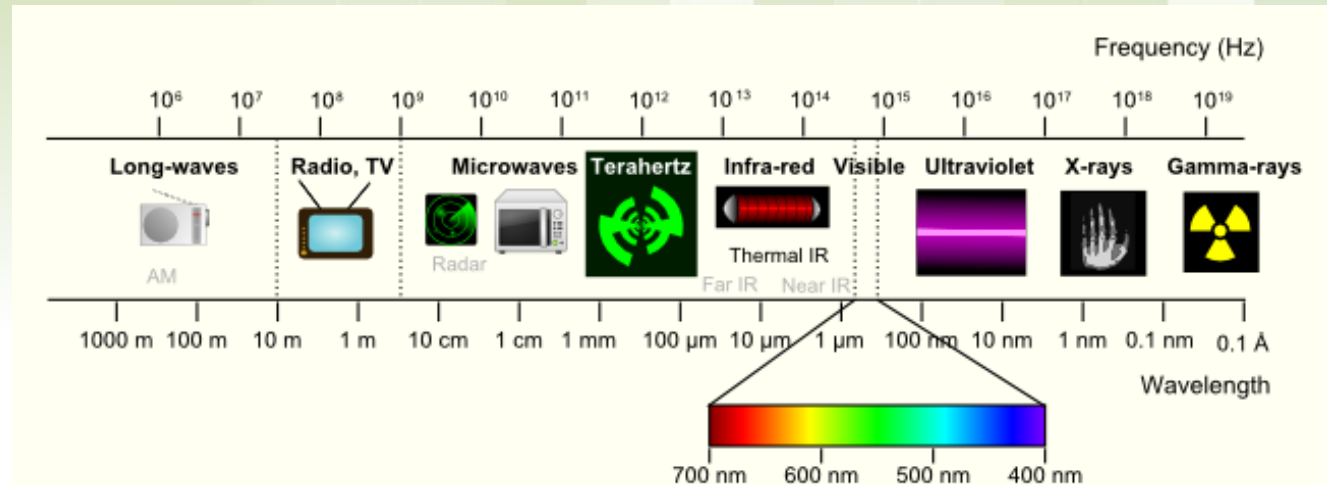 Frequency (Hz)
10⁶ 10⁷ 10⁸ 10⁹ 10¹⁰ 10¹¹ 10¹² 10¹³ 10¹⁴ 10¹⁵ 10¹⁶ 10¹⁷ 10¹⁸ 10¹⁹
Long-waves Radio, TV Microwaves Terahertz Infra-red Visible Ultraviolet X-rays Gamma-rays
Thermal IR
Radar
AM
Far IR Near IR
1000 m 100 m 10 m 1 m 10 cm 1 cm 1 mm 100 µm 10 µm 1 µm 100 nm 10 nm 1 nm 0.1 nm 0.1 Å
Wavelength
700 nm 600 nm 500 nm 400 nm